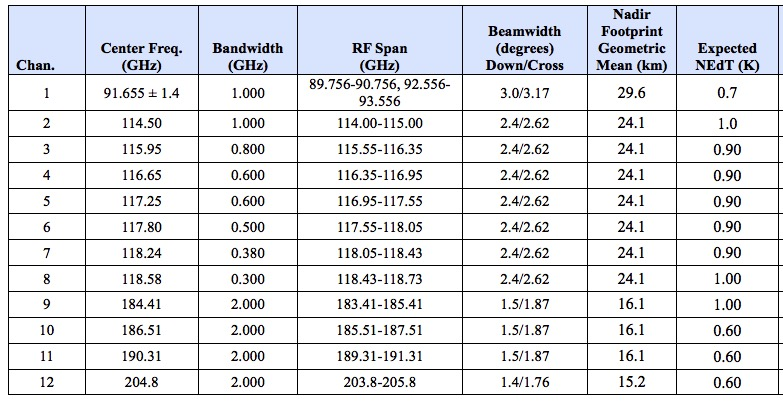 Chan. Center Freq. (GHz) Bandwidth (GHz) RF Span (GHz) Beamwidth (degrees) Down/Cross Nadir Footprint Geometric Mean (km) Expected NEdT (K)
1 91.655 ± 1.4 1.000 89.756-90.756, 92.556-93.556 3.0/3.17 29.6 0.7
2 114.50 1.000 114.00-115.00 2.4/2.62 24.1 1.0
3 115.95 0.800 115.55-116.35 2.4/2.62 24.1 0.90
4 116.65 0.600 116.35-116.95 2.4/2.62 24.1 0.90
5 117.25 0.600 116.95-117.55 2.4/2.62 24.1 0.90
6 117.80 0.500 117.55-118.05 2.4/2.62 24.1 0.90
7 118.24 0.380 118.05-118.43 2.4/2.62 24.1 0.90
8 118.58 0.300 118.43-118.73 2.4/2.62 24.1 1.00
9 184.41 2.000 183.41-185.41 1.5/1.87 16.1 1.00
10 186.51 2.000 185.51-187.51 1.5/1.87 16.1 0.60
11 190.31 2.000 189.31-191.31 1.5/1.87 16.1 0.60
12 204.8 2.000 203.8-205.8 1.4/1.76 15.2 0.60